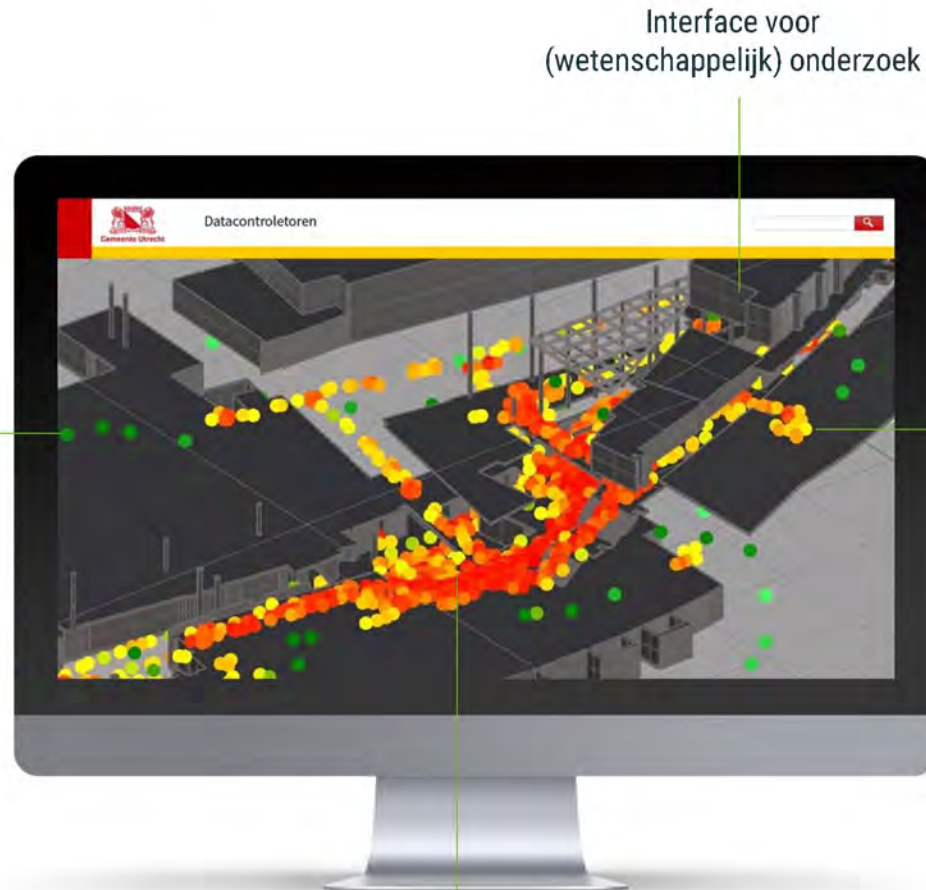 Interface voor
(wetenschappelijk) onderzoek
Gemeente Utrecht
Datacontroletoren